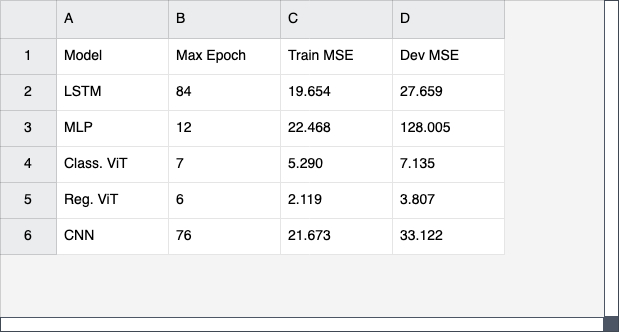 A B C D
1 Model Max Epoch Train MSE Dev MSE
2 LSTM 84 19.654 27.659
3 MLP 12 22.468 128.005
4 Class. ViT 7 5.290 7.135
5 Reg. ViT 6 2.119 3.807
6 CNN 76 21.673 33.122